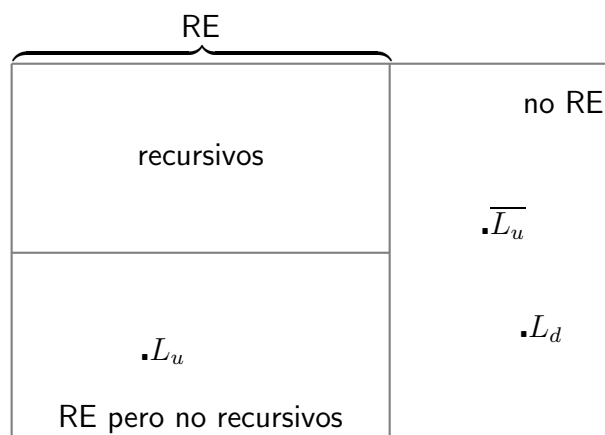 RE
no RE
recursivos
.$\overline{L_u}$
.$L_d$
.$L_u$
RE pero no recursivos